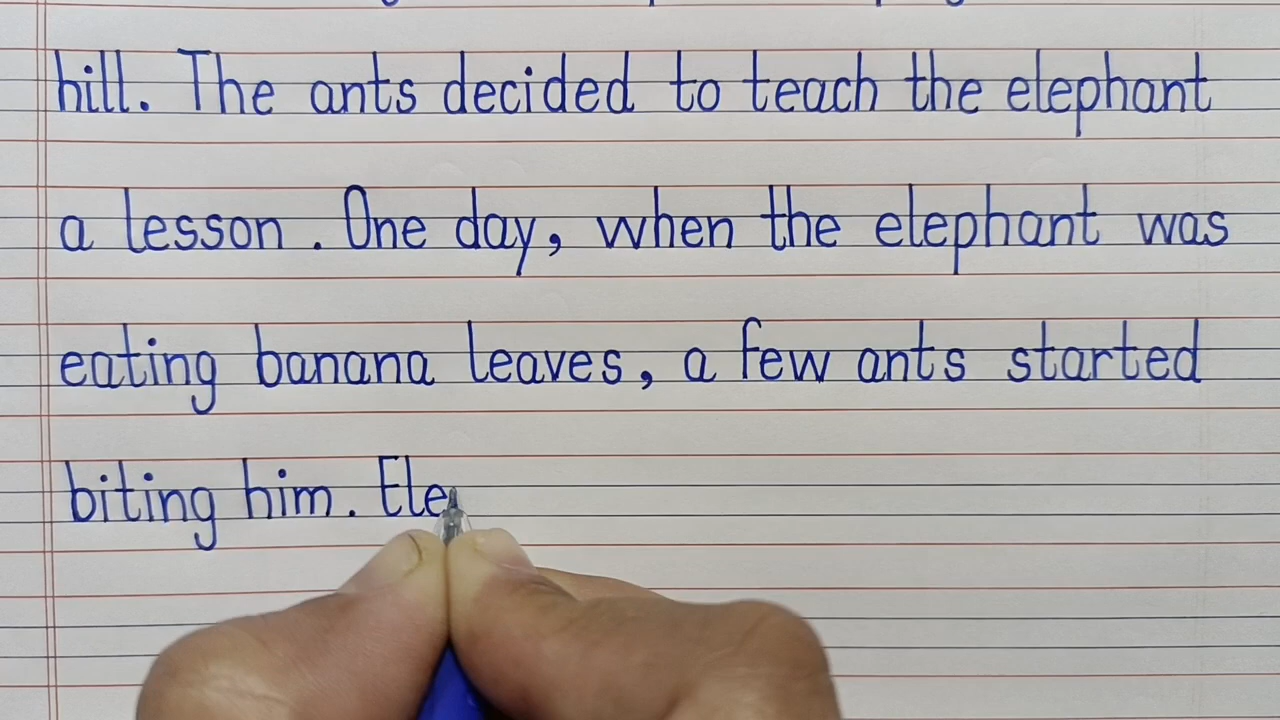 hill. The ants decided to teach the elephant
a lesson. One day, when the elephant was
eating banana leaves, a few ants started
biting him. Ele